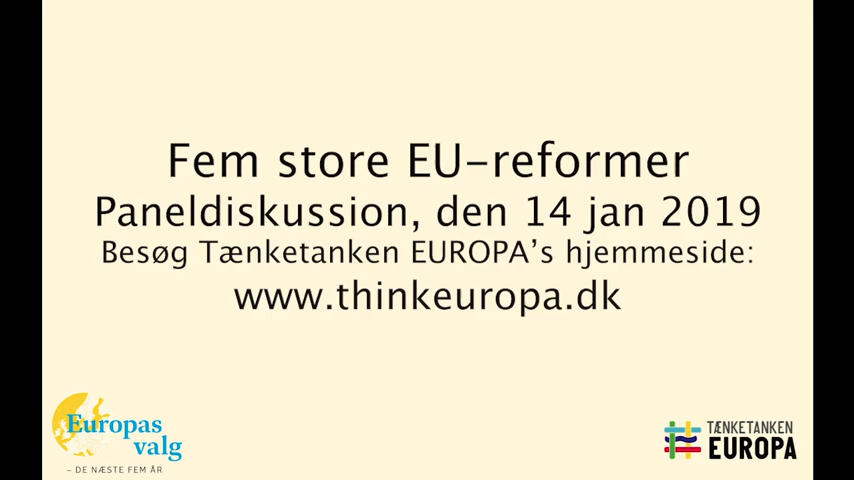 Fem store EU-reformer
Paneldiskussion, den 14 jan 2019
Besøg Tænketanken EUROPA's hjemmeside:
www.thinkeuropa.dk
Europas
valg
– DE NÆSTE FEM ÅR
TÆNKETANKEN
EUROPA